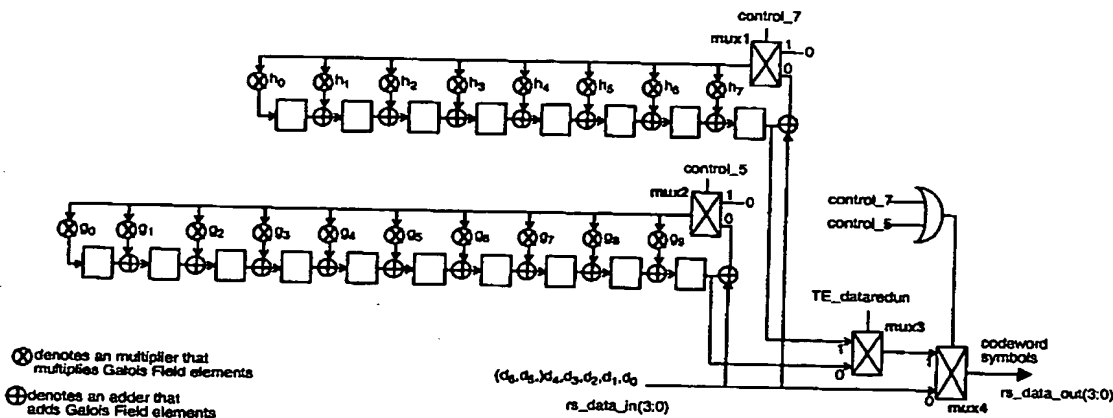 control_7
mux1
1
0
0
h0 h1 h2 h3 h4 h5 h6 h7
control_5
mux2
1
0
0
g0 g1 g2 g3 g4 g5 g6 g7 g8 g9
control_7
control_5
TE_dataredun
mux3
1
0
codeword
symbols
1
0
mux4
rs_data_out(3:0)
(d6,d5,)d4,d3,d2,d1,d0
rs_data_in(3:0)
⊗ denotes an multiplier that
multiplies Galois Field elements
⊕ denotes an adder that
adds Galois Field elements